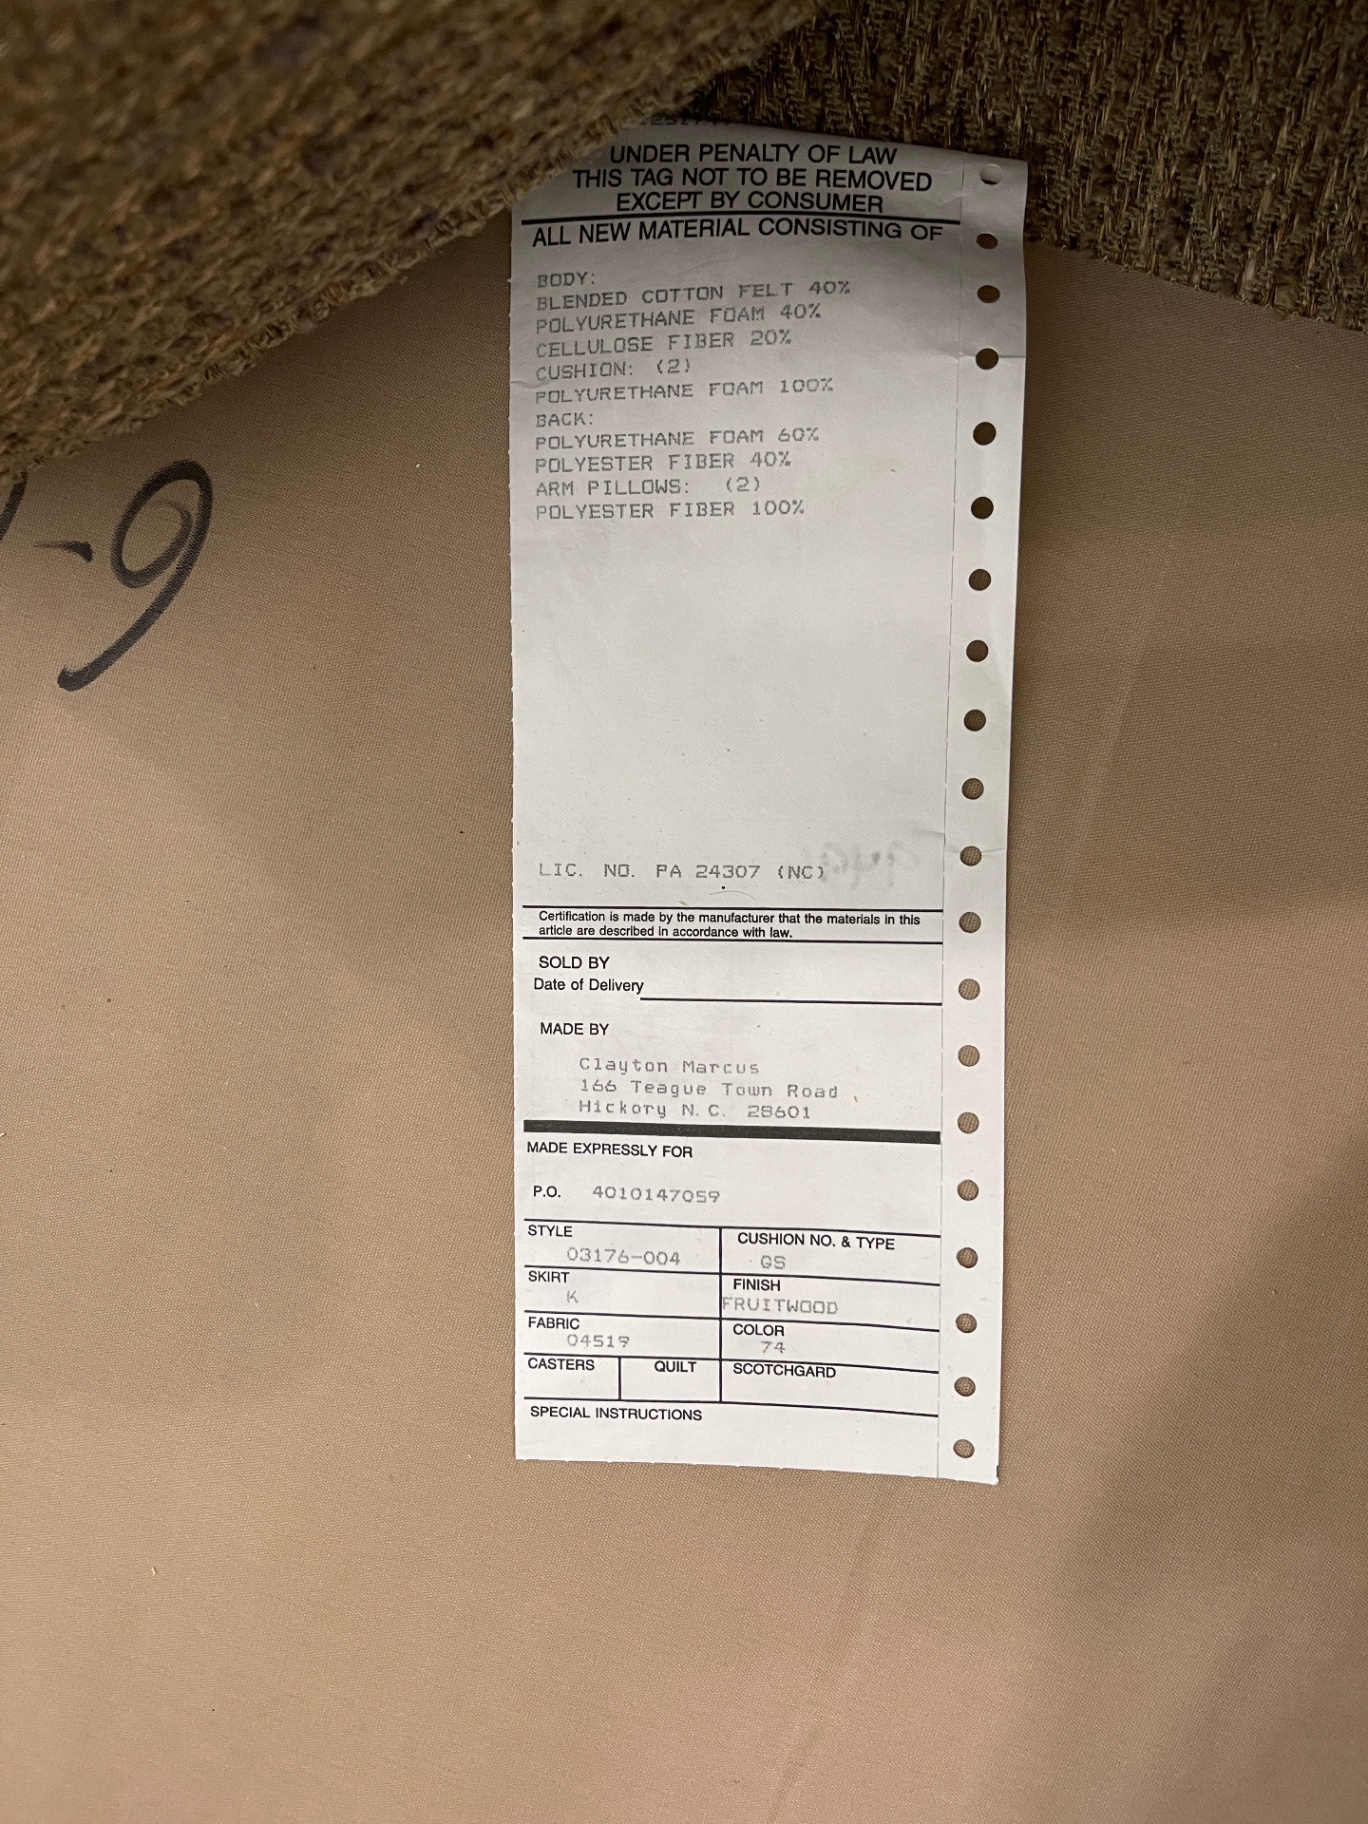 UNDER PENALTY OF LAW
THIS TAG NOT TO BE REMOVED
EXCEPT BY CONSUMER
ALL NEW MATERIAL CONSISTING OF
BODY:
BLENDED COTTON FELT 40%
POLYURETHANE FOAM 40%
CELLULOSE FIBER 20%
CUSHION: (2)
POLYURETHANE FOAM 100%
BACK:
POLYURETHANE FOAM 60%
POLYESTER FIBER 40%
ARM PILLOWS: (2)
POLYESTER FIBER 100%
-9
LIC. NO. PA 24307 (NC)
Certification is made by the manufacturer that the materials in this
article are described in accordance with law.
SOLD BY
Date of Delivery
MADE BY
Clayton Marcus
166 Teague Town Road
Hickory N.C. 28601
MADE EXPRESSLY FOR
P.O. 4010147059
STYLE CUSHION NO. & TYPE
03176-004 GS
SKIRT FINISH
K FRUITWOOD
FABRIC COLOR
04519 74
CASTERS QUILT SCOTCHGARD
SPECIAL INSTRUCTIONS